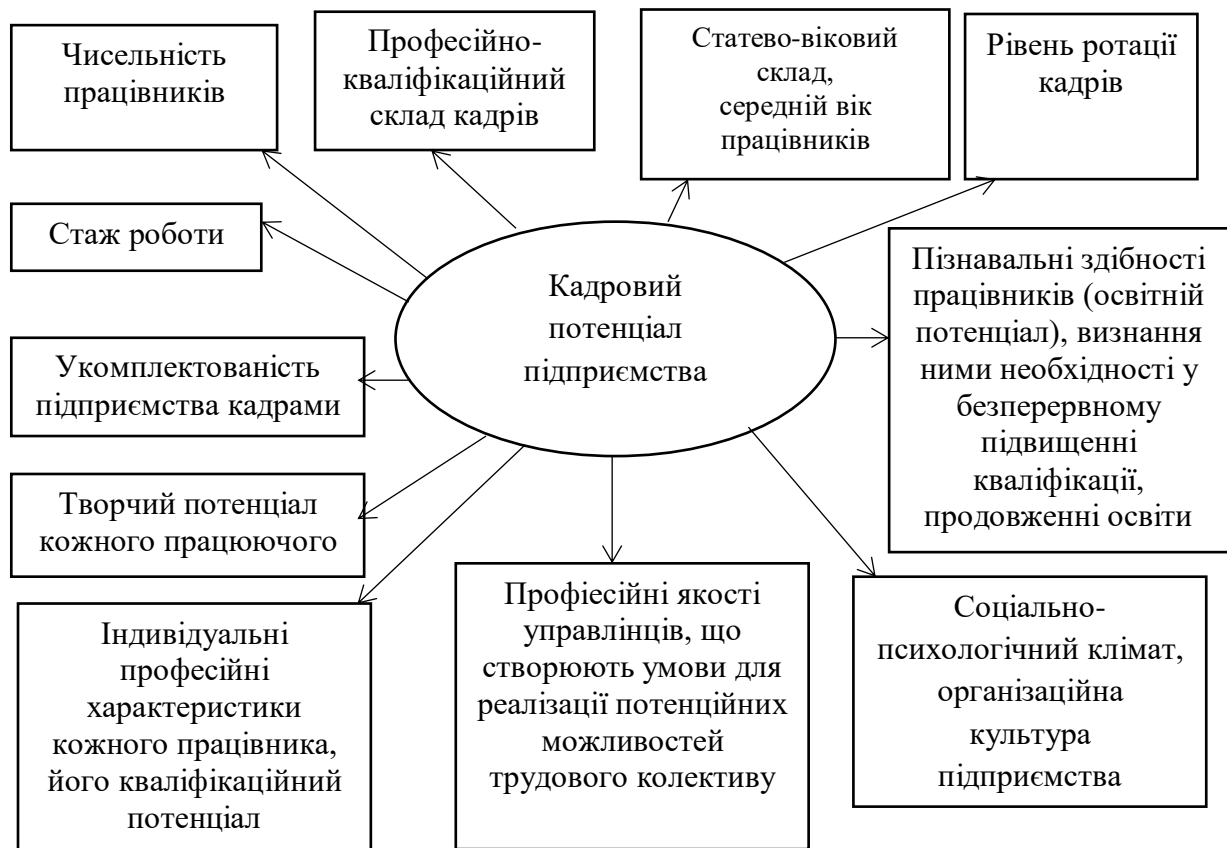 Чисельність
працівників
Професійно-
кваліфікаційний
склад кадрів
Статево-віковий
склад,
середній вік
працівників
Рівень ротації
кадрів
Стаж роботи
Кадровий
потенціал
підприємства
Пізнавальні здібності
працівників (освітній
потенціал), визнання
ними необхідності у
безперервному
підвищенні
кваліфікації,
продовженні освіти
Укомплектованість
підприємства кадрами
Творчий потенціал
кожного працюючого
Індивідуальні
професійні
характеристики
кожного працівника,
його кваліфікаційний
потенціал
Профіесійні якості
управлінців, що
створюють умови для
реалізації потенційних
можливостей
трудового колективу
Соціально-
психологічний клімат,
організаційна
культура
підприємства